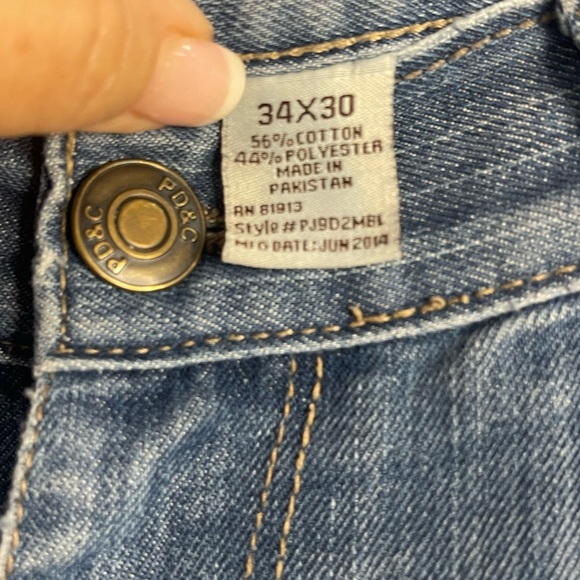 34X30
56%COTTON
44%POLYESTER
MADE IN
PAKISTAN
RN 81913
Style # PJ9D2MBL
MFG DATE: JUN 2014
PD&C
PD&C